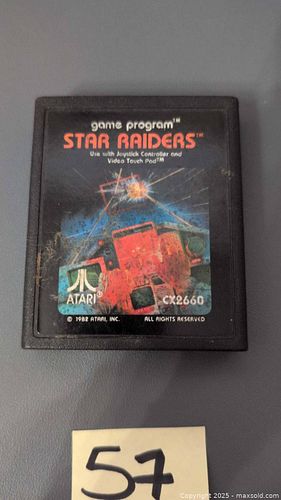 game program™
STAR RAIDERS™
Use with Joystick Controller and
Video Touch Pad™
ATARI®
CX2660
© 1982 ATARI, INC. ALL RIGHTS RESERVED
57
© Copyright 2025 - maxsold.com